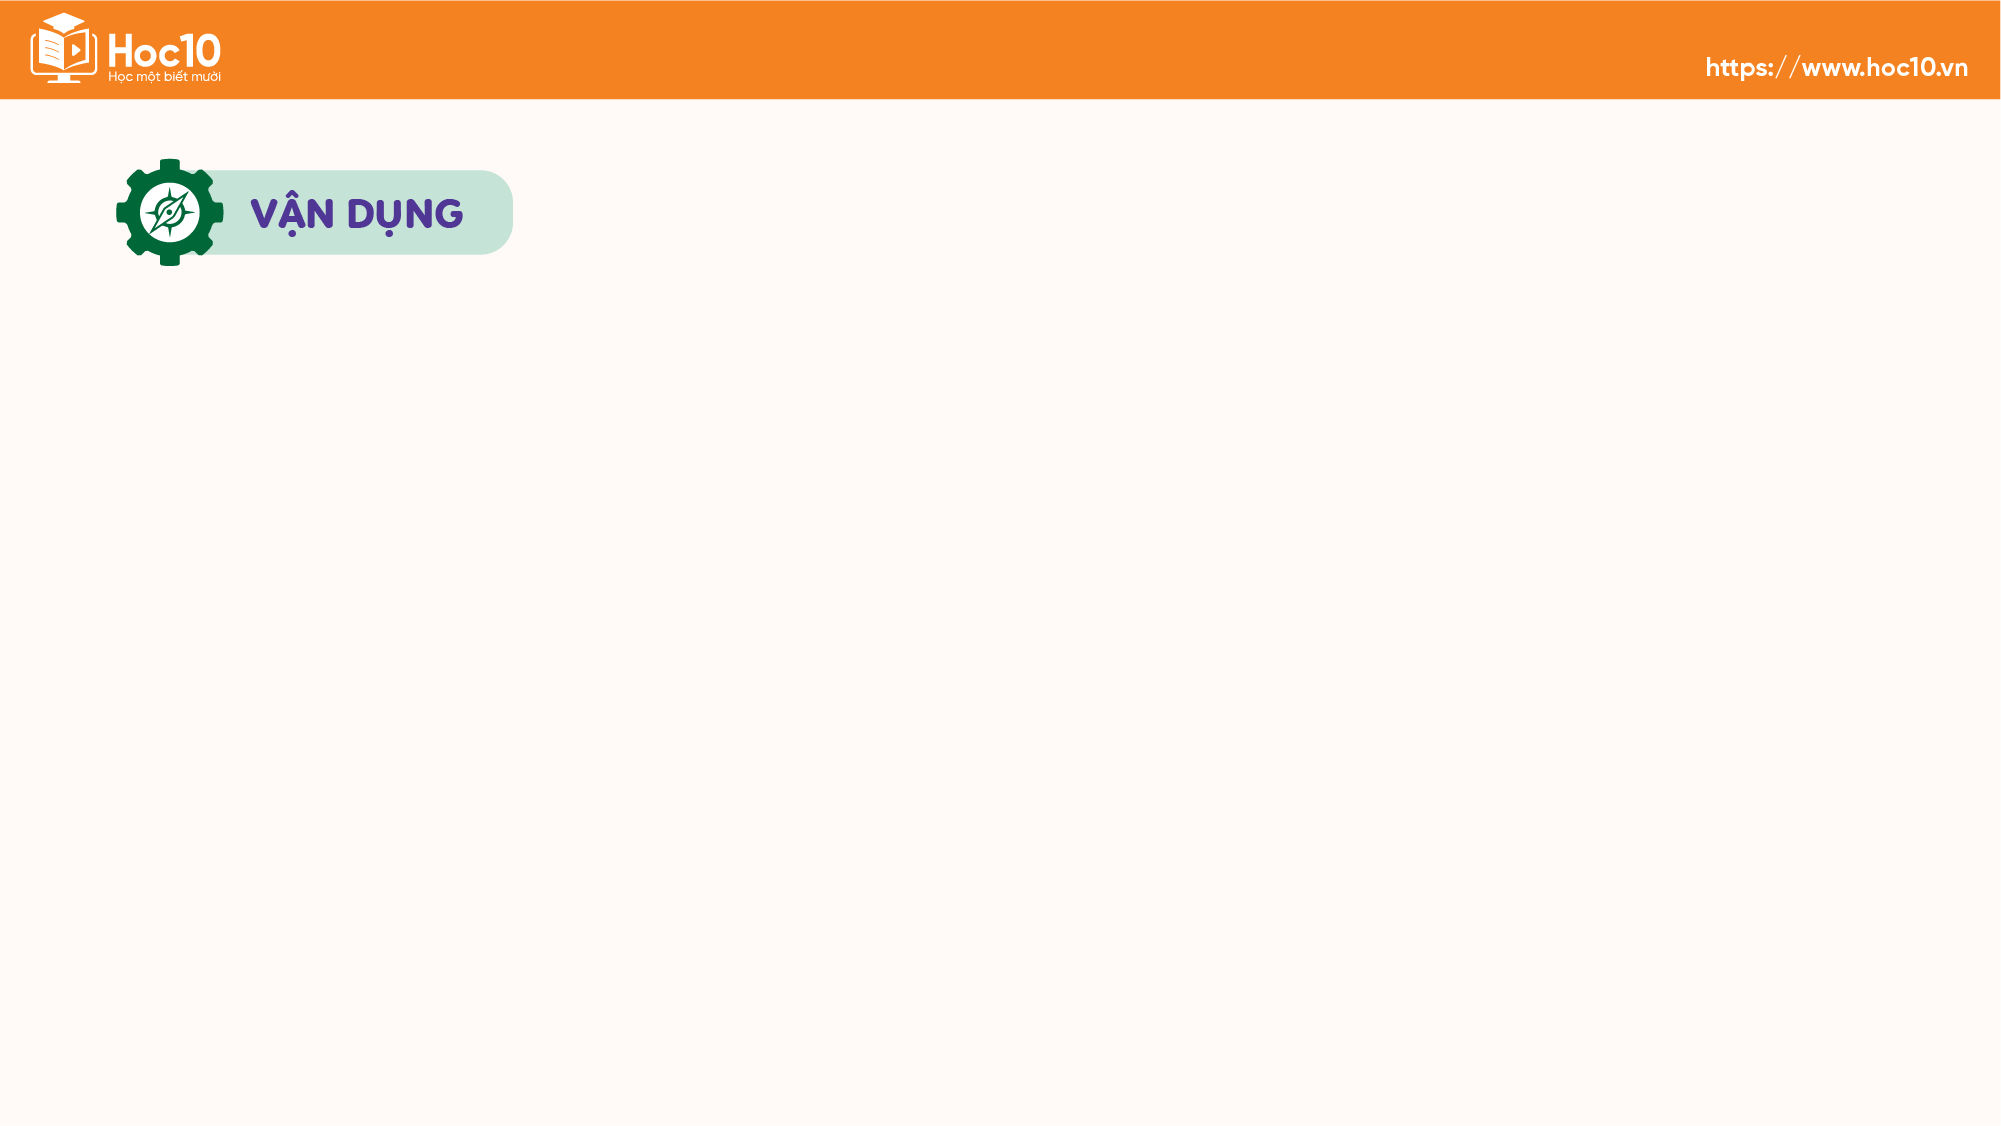 Hoc10
Học một biết mười
https://www.hoc10.vn
VẬN DỤNG